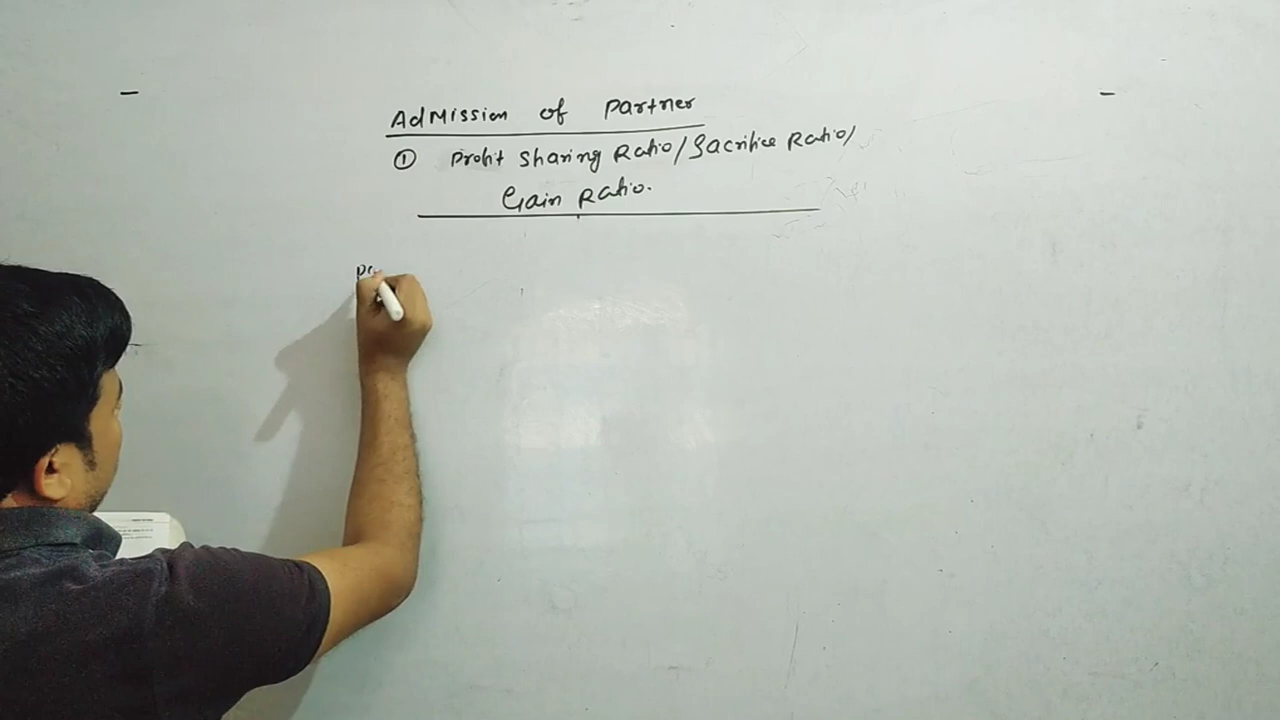 Admission of Partner
① Profit Sharing Ratio/Sacrifice Ratio/
Gain Ratio.